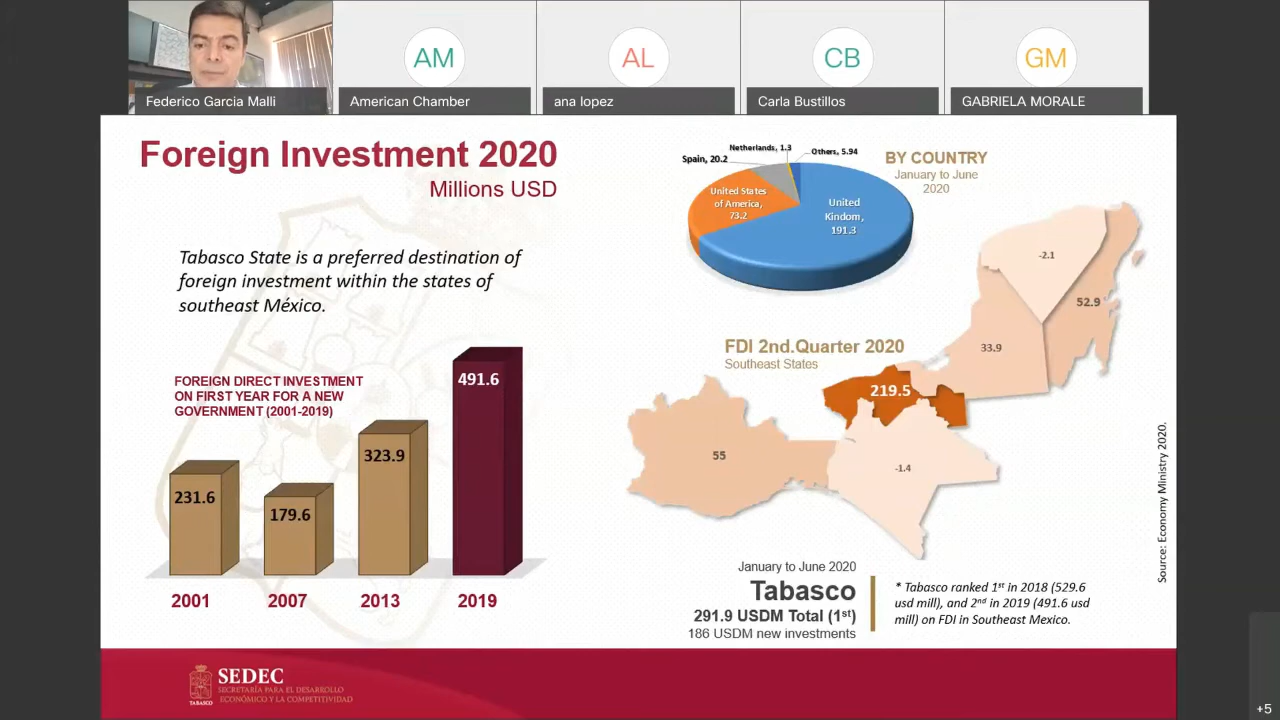 AM
AL
CB
GM
Federico Garcia Malli
American Chamber
ana lopez
Carla Bustillos
GABRIELA MORALE
Foreign Investment 2020
Millions USD
Tabasco State is a preferred destination of
foreign investment within the states of
southeast México.
FOREIGN DIRECT INVESTMENT
ON FIRST YEAR FOR A NEW
GOVERNMENT (2001-2019)
231.6
179.6
323.9
491.6
2001
2007
2013
2019
BY COUNTRY
January to June
2020
Netherlands, 1.3
Others, 5.94
Spain, 20.2
United States
of America,
73.2
United
Kindom,
191.3
FDI 2nd.Quarter 2020
Southeast States
-2.1
52.9
33.9
219.5
55
-1.4
January to June 2020
Tabasco
291.9 USDM Total (1st)
186 USDM new investments
* Tabasco ranked 1st in 2018 (529.6
usd mill), and 2nd in 2019 (491.6 usd
mill) on FDI in Southeast Mexico.
Source: Economy Ministry 2020.
TABASCO
SEDEC
SECRETARÍA PARA EL DESARROLLO
ECONÓMICO Y LA COMPETITIVIDAD
+5